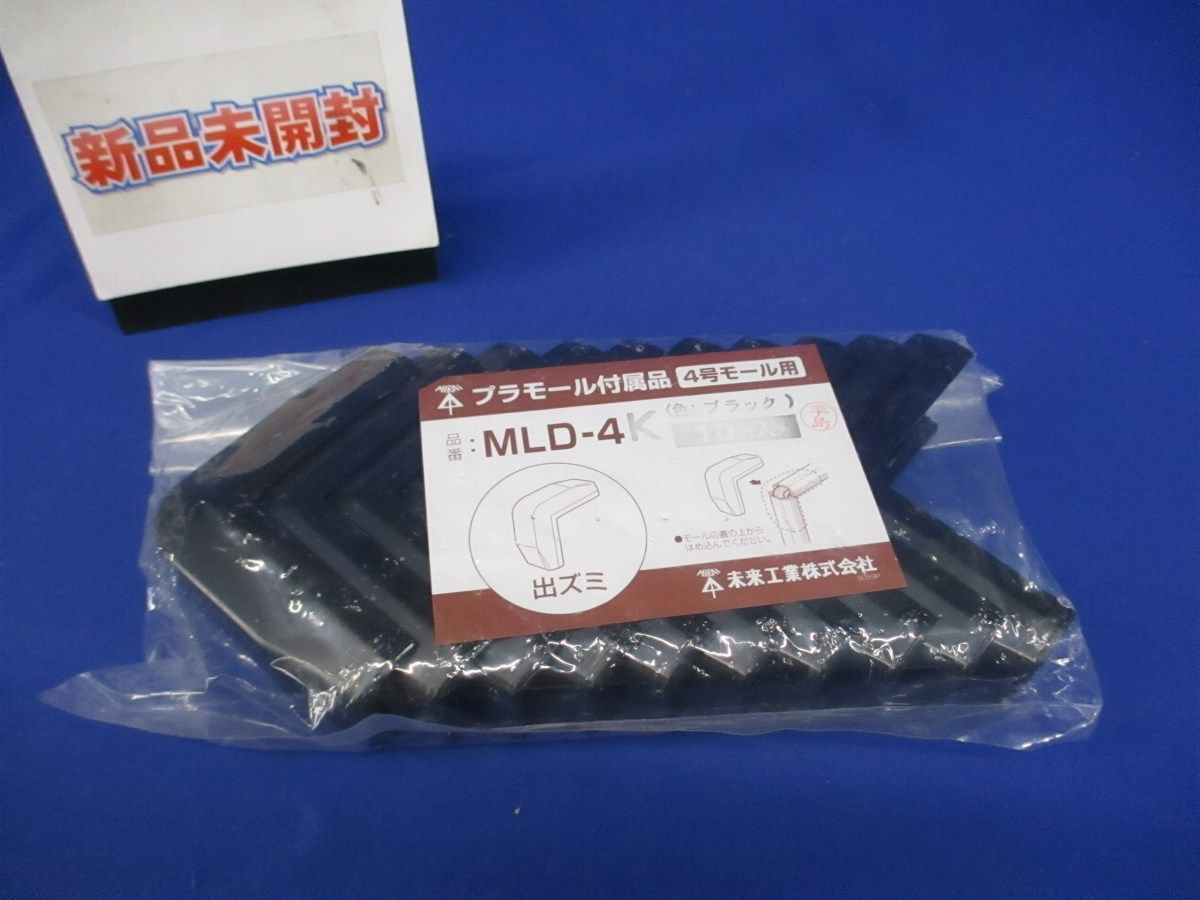 新品未開封
MIRAI プラモール付属品 4号モール用
品番: MLD-4K (色:ブラック)
出ズミ
●モールの蓋の上から
はめ込んでください。
MIRAI 未来工業株式会社